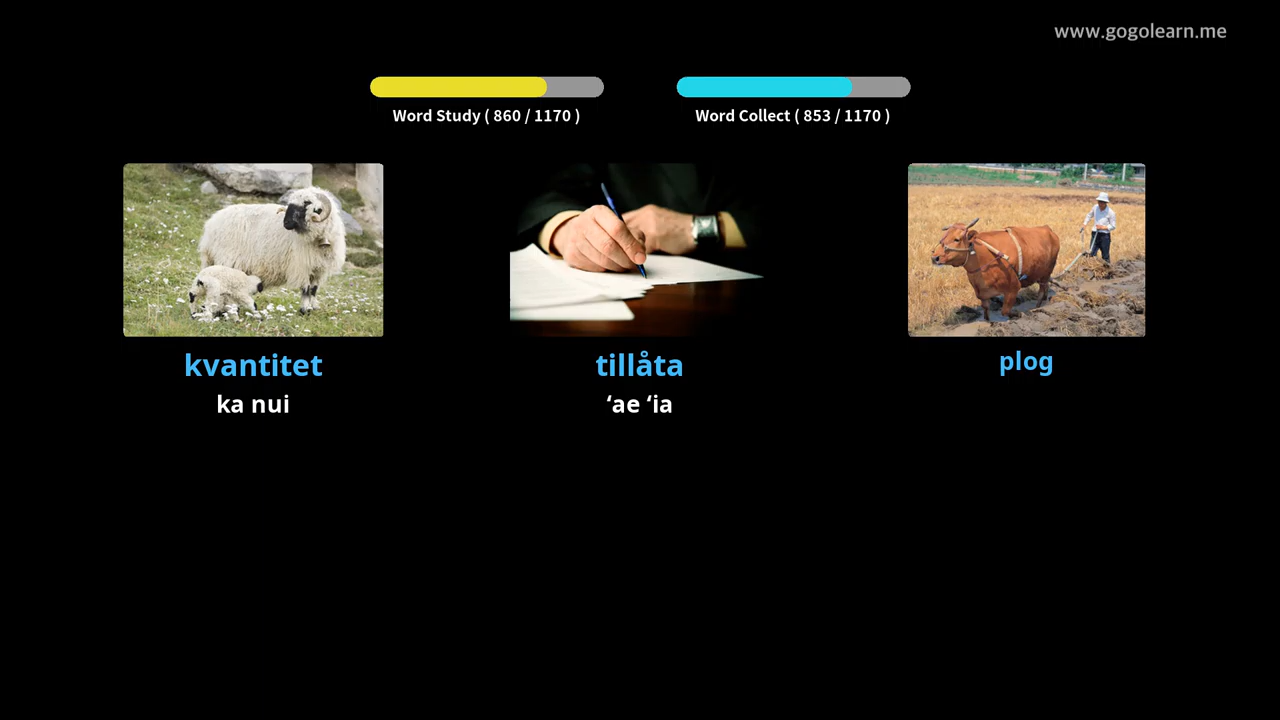 www.gogolearn.me
Word Study ( 860 / 1170 )
Word Collect ( 853 / 1170 )
kvantitet
ka nui
tillåta
ʻae ʻia
plog